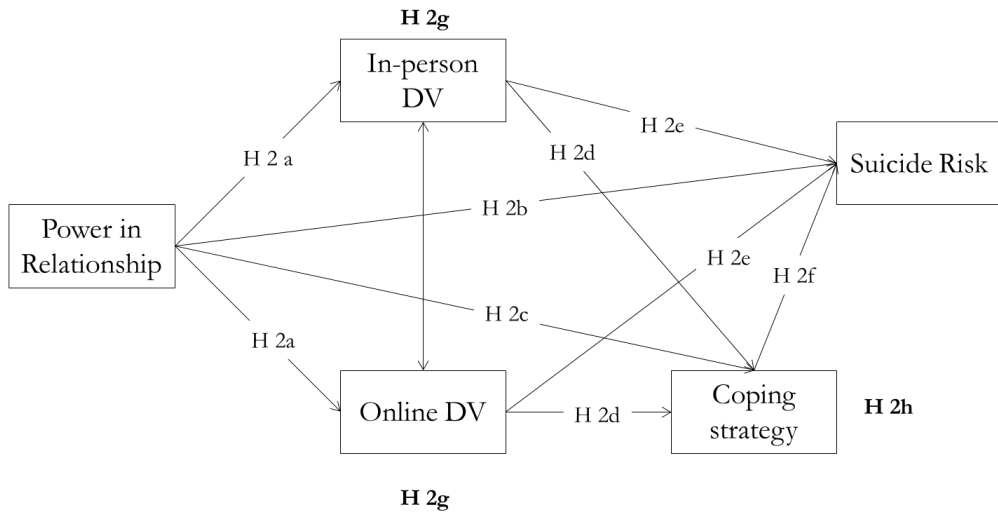 H 2g
In-person
DV
H 2e
H 2 a
H 2d
Suicide Risk
H 2b
Power in
Relationship
H 2e
H 2f
H 2c
H 2a
Online DV
H 2d
Coping
strategy
H 2h
H 2g